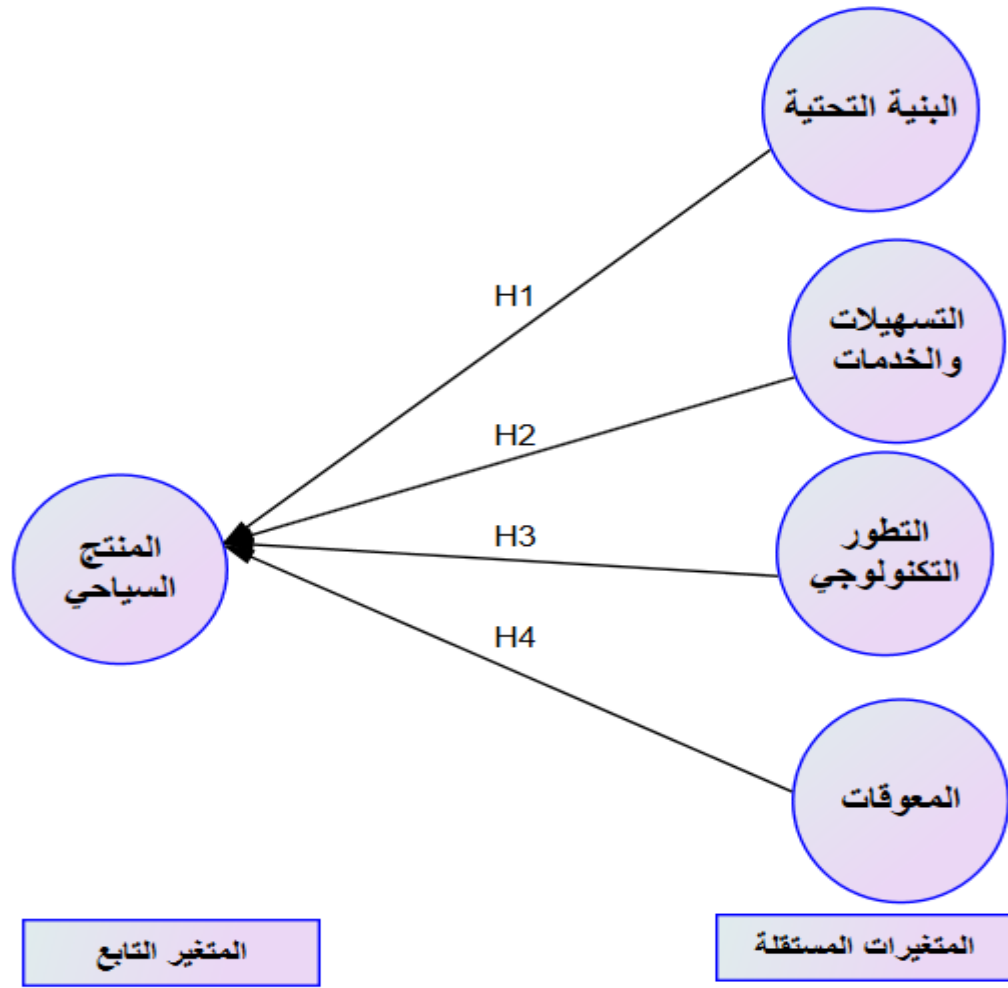 البنية التحتية
H1
التسهيلات
والخدمات
H2
التطور
التكنولوجي
H3
المنتج
السياحي
H4
المعوقات
المتغيرات المستقلة
المتغير التابع